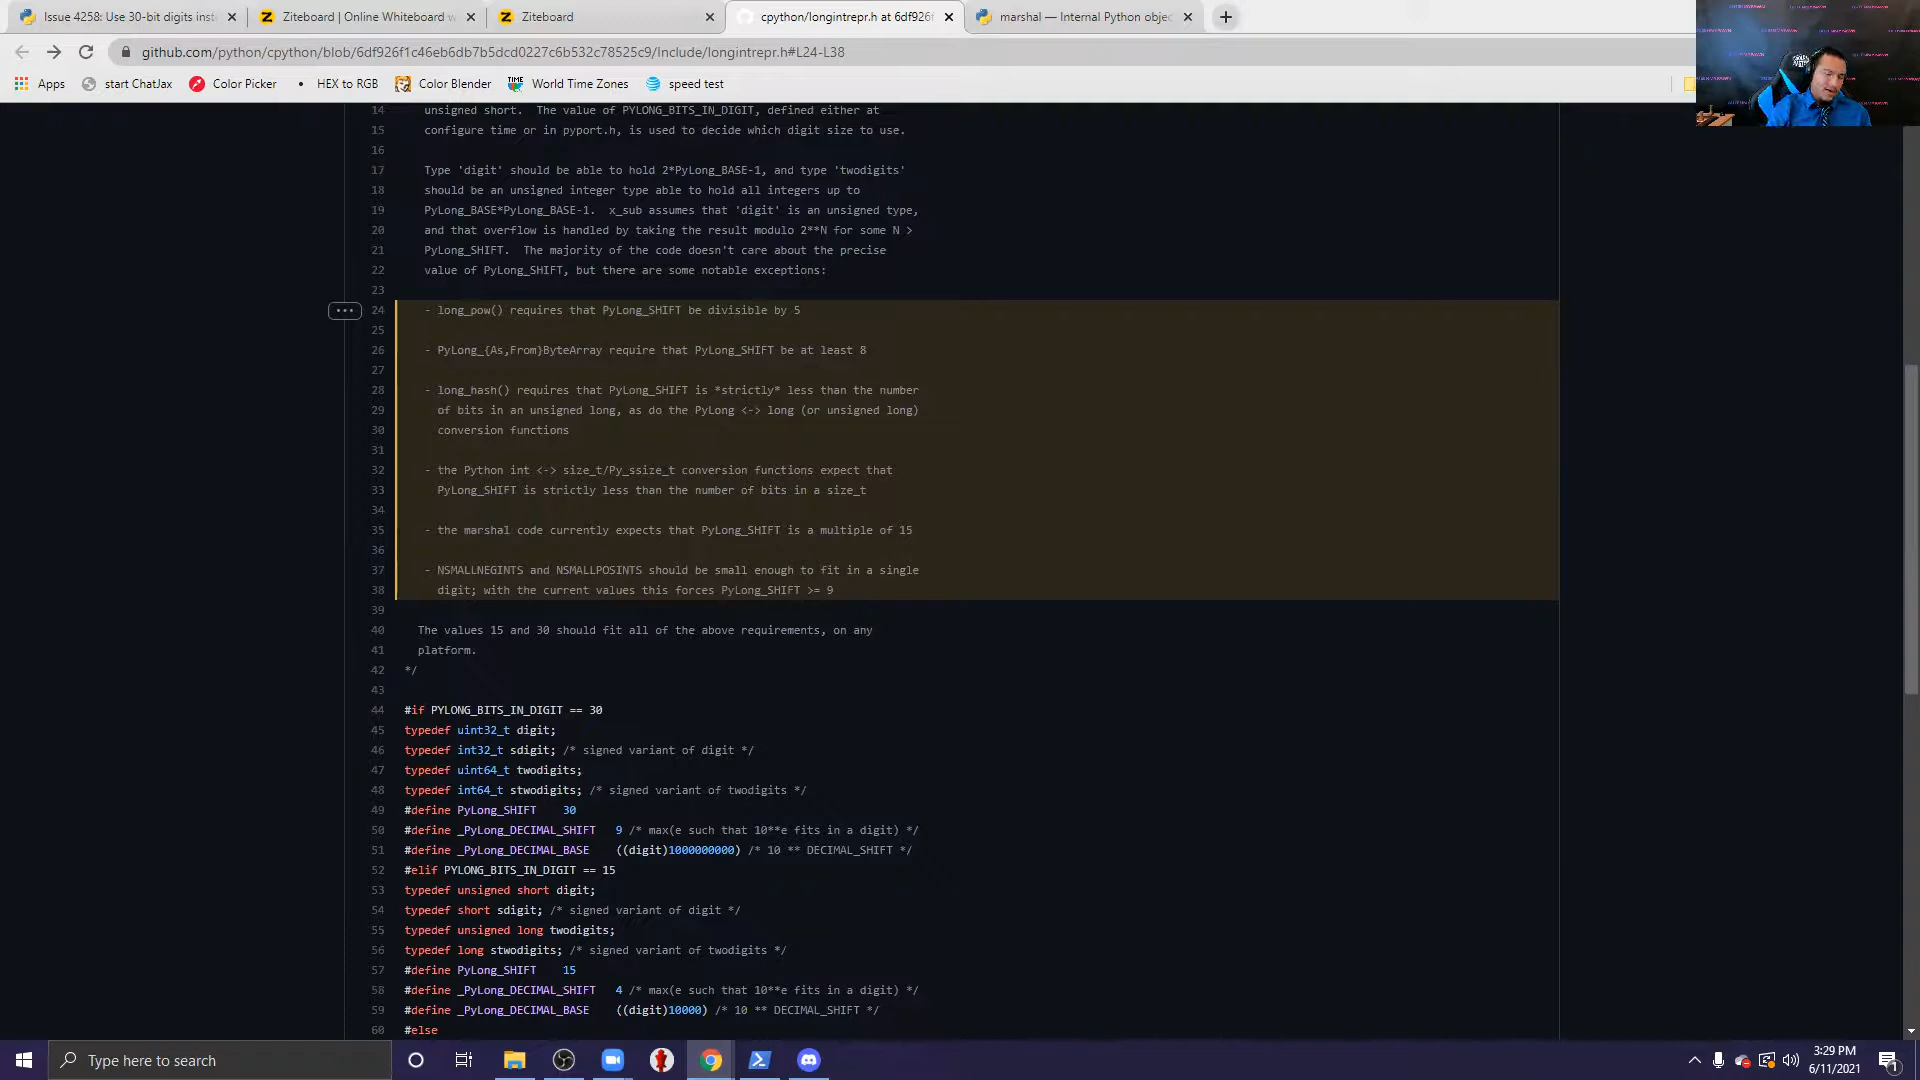 Issue 4258: Use 30-bit digits inst
Ziteboard | Online Whiteboard w
Ziteboard
cpython/longintrepr.h at 6df926f
marshal — Internal Python objec
github.com/python/cpython/blob/6df926f1c46eb6db7b5dcd0227c6b532c78525c9/Include/longintrepr.h#L24-L38
Apps
start ChatJax
Color Picker
HEX to RGB
Color Blender
TIME
World Time Zones
speed test
14 unsigned short. The value of PYLONG_BITS_IN_DIGIT, defined either at
15 configure time or in pyport.h, is used to decide which digit size to use.
16
17 Type 'digit' should be able to hold 2*PyLong_BASE-1, and type 'twodigits'
18 should be an unsigned integer type able to hold all integers up to
19 PyLong_BASE*PyLong_BASE-1. x_sub assumes that 'digit' is an unsigned type,
20 and that overflow is handled by taking the result modulo 2**N for some N >
21 PyLong_SHIFT. The majority of the code doesn't care about the precise
22 value of PyLong_SHIFT, but there are some notable exceptions:
23
24 - long_pow() requires that PyLong_SHIFT be divisible by 5
25
26 - PyLong_{As,From}ByteArray require that PyLong_SHIFT be at least 8
27
28 - long_hash() requires that PyLong_SHIFT is *strictly* less than the number
29 of bits in an unsigned long, as do the PyLong <-> long (or unsigned long)
30 conversion functions
31
32 - the Python int <-> size_t/Py_ssize_t conversion functions expect that
33 PyLong_SHIFT is strictly less than the number of bits in a size_t
34
35 - the marshal code currently expects that PyLong_SHIFT is a multiple of 15
36
37 - NSMALLNEGINTS and NSMALLPOSINTS should be small enough to fit in a single
38 digit; with the current values this forces PyLong_SHIFT >= 9
39
40 The values 15 and 30 should fit all of the above requirements, on any
41 platform.
42 */
43
44 #if PYLONG_BITS_IN_DIGIT == 30
45 typedef uint32_t digit;
46 typedef int32_t sdigit; /* signed variant of digit */
47 typedef uint64_t twodigits;
48 typedef int64_t stwodigits; /* signed variant of twodigits */
49 #define PyLong_SHIFT 30
50 #define _PyLong_DECIMAL_SHIFT 9 /* max(e such that 10**e fits in a digit) */
51 #define _PyLong_DECIMAL_BASE ((digit)1000000000) /* 10 ** DECIMAL_SHIFT */
52 #elif PYLONG_BITS_IN_DIGIT == 15
53 typedef unsigned short digit;
54 typedef short sdigit; /* signed variant of digit */
55 typedef unsigned long twodigits;
56 typedef long stwodigits; /* signed variant of twodigits */
57 #define PyLong_SHIFT 15
58 #define _PyLong_DECIMAL_SHIFT 4 /* max(e such that 10**e fits in a digit) */
59 #define _PyLong_DECIMAL_BASE ((digit)10000) /* 10 ** DECIMAL_SHIFT */
60 #else
Type here to search
3:29 PM
6/11/2021
1